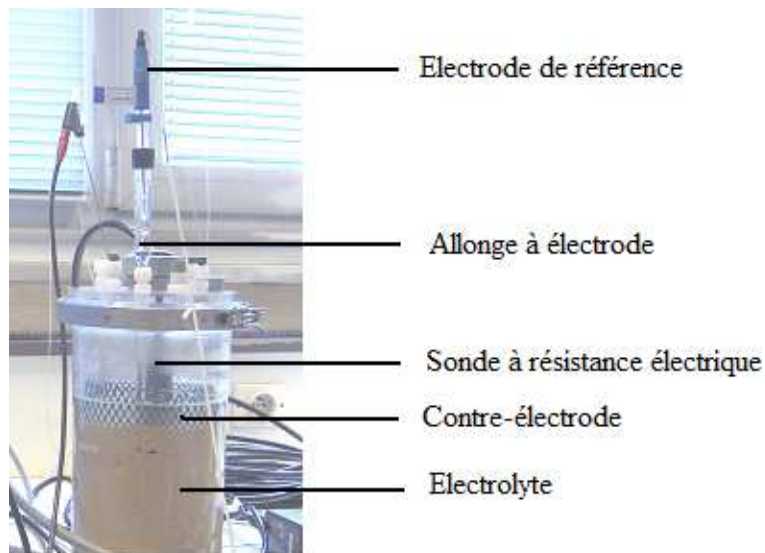 Electrode de référence
Allonge à électrode
Sonde à résistance électrique
Contre-électrode
Electrolyte